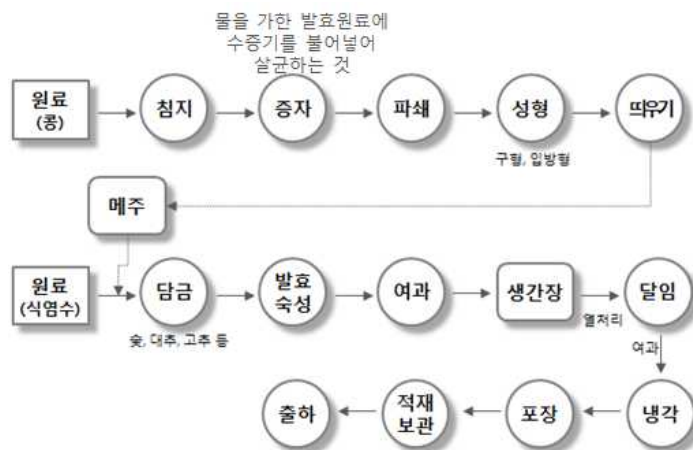 물을 가한 발효원료에
수증기를 불어넣어
살균하는 것
원료
(콩)
침지
증자
파쇄
성형
띄우기
구형, 입방형
메주
원료
(식염수)
담금
발효
숙성
여과
생간장
달임
숯, 대추, 고추 등
열처리
여과
출하
적재
보관
포장
냉각